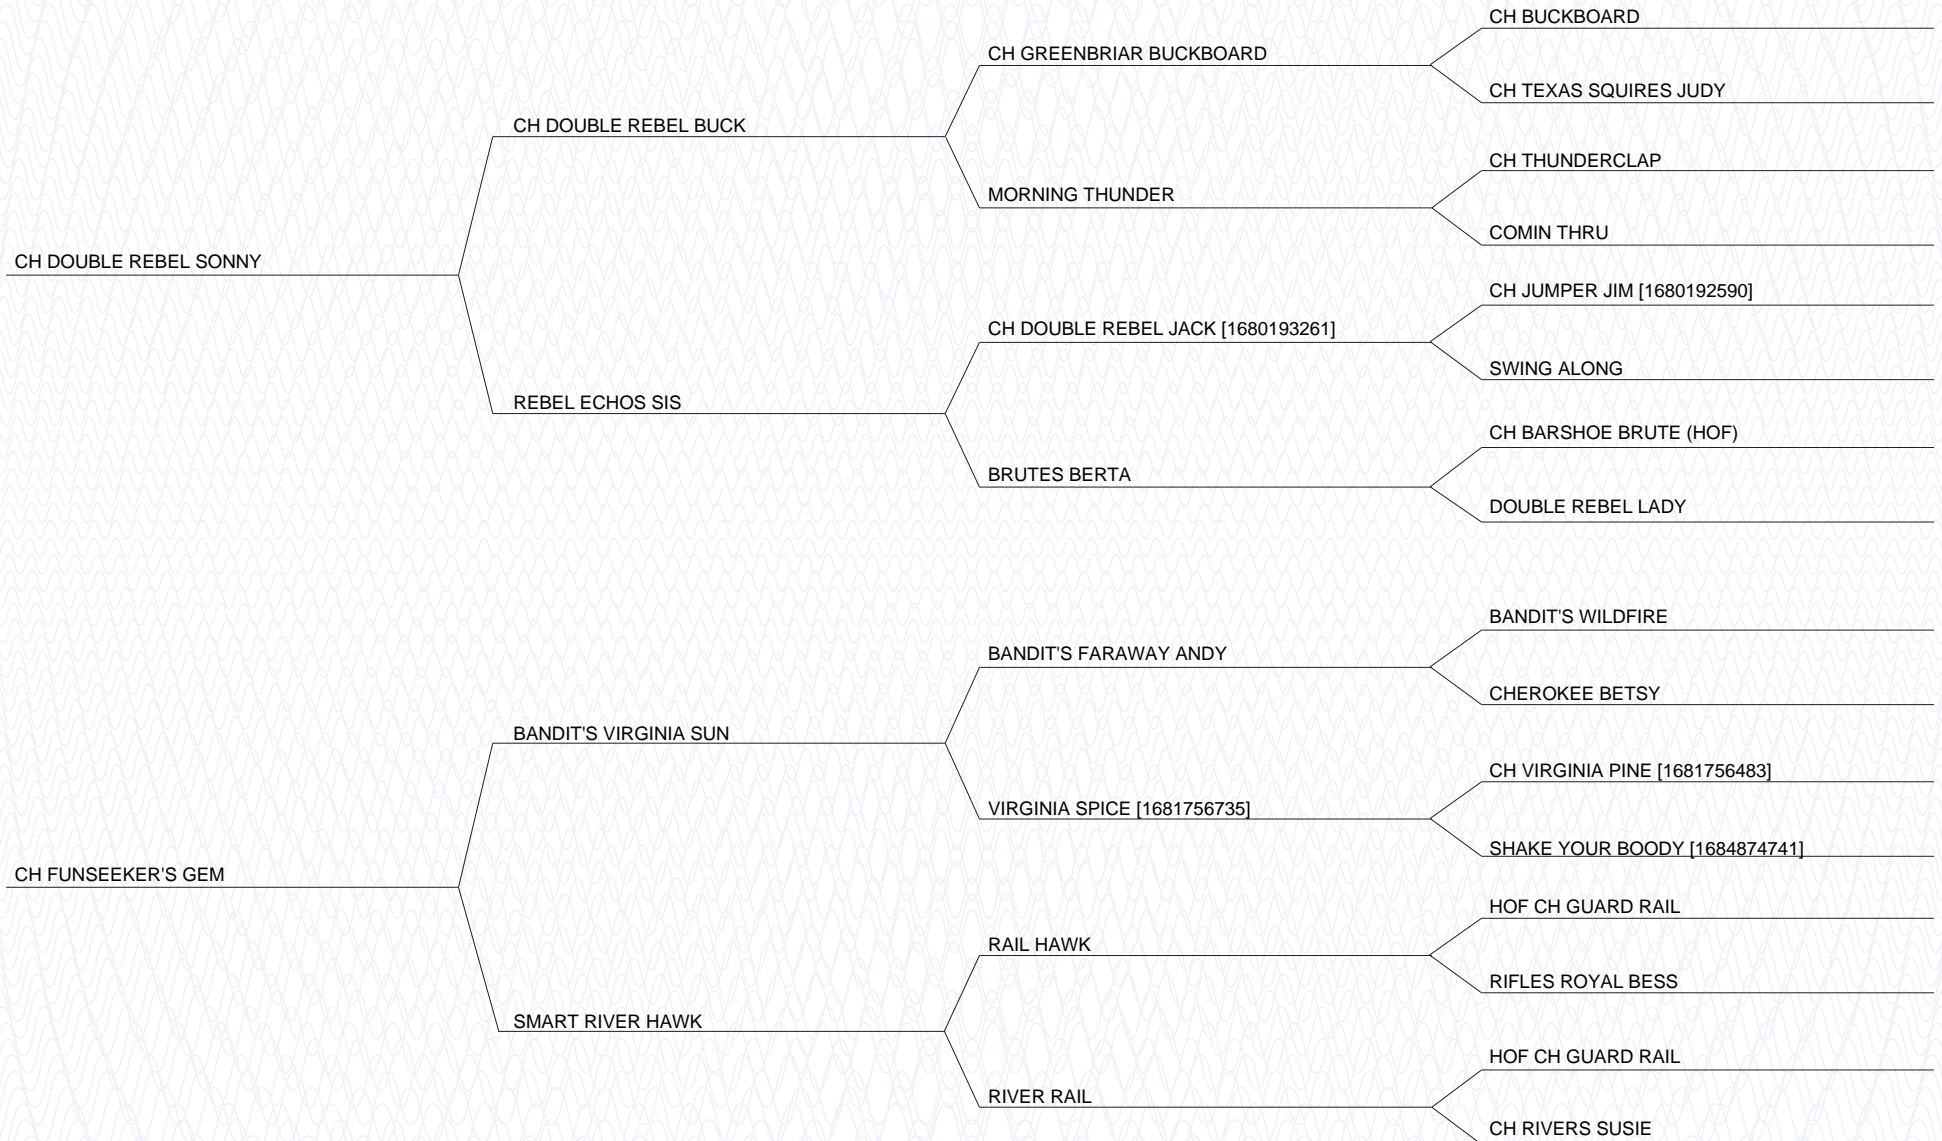 CH BUCKBOARD
CH GREENBRIAR BUCKBOARD
CH TEXAS SQUIRES JUDY
CH DOUBLE REBEL BUCK
CH THUNDERCLAP
MORNING THUNDER
COMIN THRU
CH DOUBLE REBEL SONNY
CH JUMPER JIM [1680192590]
CH DOUBLE REBEL JACK [1680193261]
SWING ALONG
REBEL ECHOS SIS
CH BARSHOE BRUTE (HOF)
BRUTES BERTA
DOUBLE REBEL LADY
BANDIT'S WILDFIRE
BANDIT'S FARAWAY ANDY
CHEROKEE BETSY
BANDIT'S VIRGINIA SUN
CH VIRGINIA PINE [1681756483]
VIRGINIA SPICE [1681756735]
SHAKE YOUR BOODY [1684874741]
CH FUNSEEKER'S GEM
HOF CH GUARD RAIL
RAIL HAWK
RIFLES ROYAL BESS
SMART RIVER HAWK
HOF CH GUARD RAIL
RIVER RAIL
CH RIVERS SUSIE